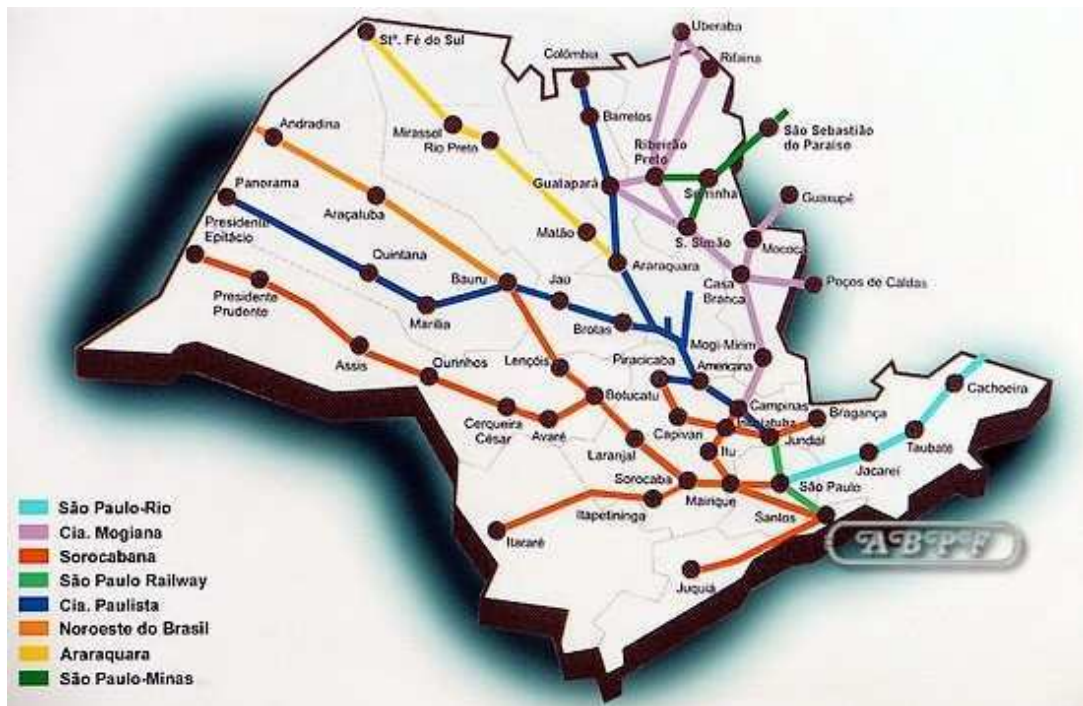 Stª. Fé do Sul
Colômbia
Uberaba
Rifaina
Andradina
Mirassol
Rio Preto
Barretos
Ribeirão
Preto
São Sebastião
do Paraiso
Panorama
Guatapará
Serrinha
Guaxupé
Presidente
Epitácio
Araçatuba
Matão
S. Simão
Mococa
Quintana
Bauru
Jaú
Araraquara
Casa
Branca
Poços de Caldas
Presidente
Prudente
Marília
Brotas
Mogi-Mirim
Assis
Ourinhos
Lençóis
Piracicaba
Americana
Cachoeira
Botucatu
Campinas
Bragança
Cerqueira
César
Avaré
Capivari
Jundiaí
Taubaté
Laranjal
Itu
Jacareí
Sorocaba
Mairique
São Paulo
Itapetininga
Santos
Itararé
Juquiá
ABPF
São Paulo-Rio
Cia. Mogiana
Sorocabana
São Paulo Railway
Cia. Paulista
Noroeste do Brasil
Araraquara
São Paulo-Minas